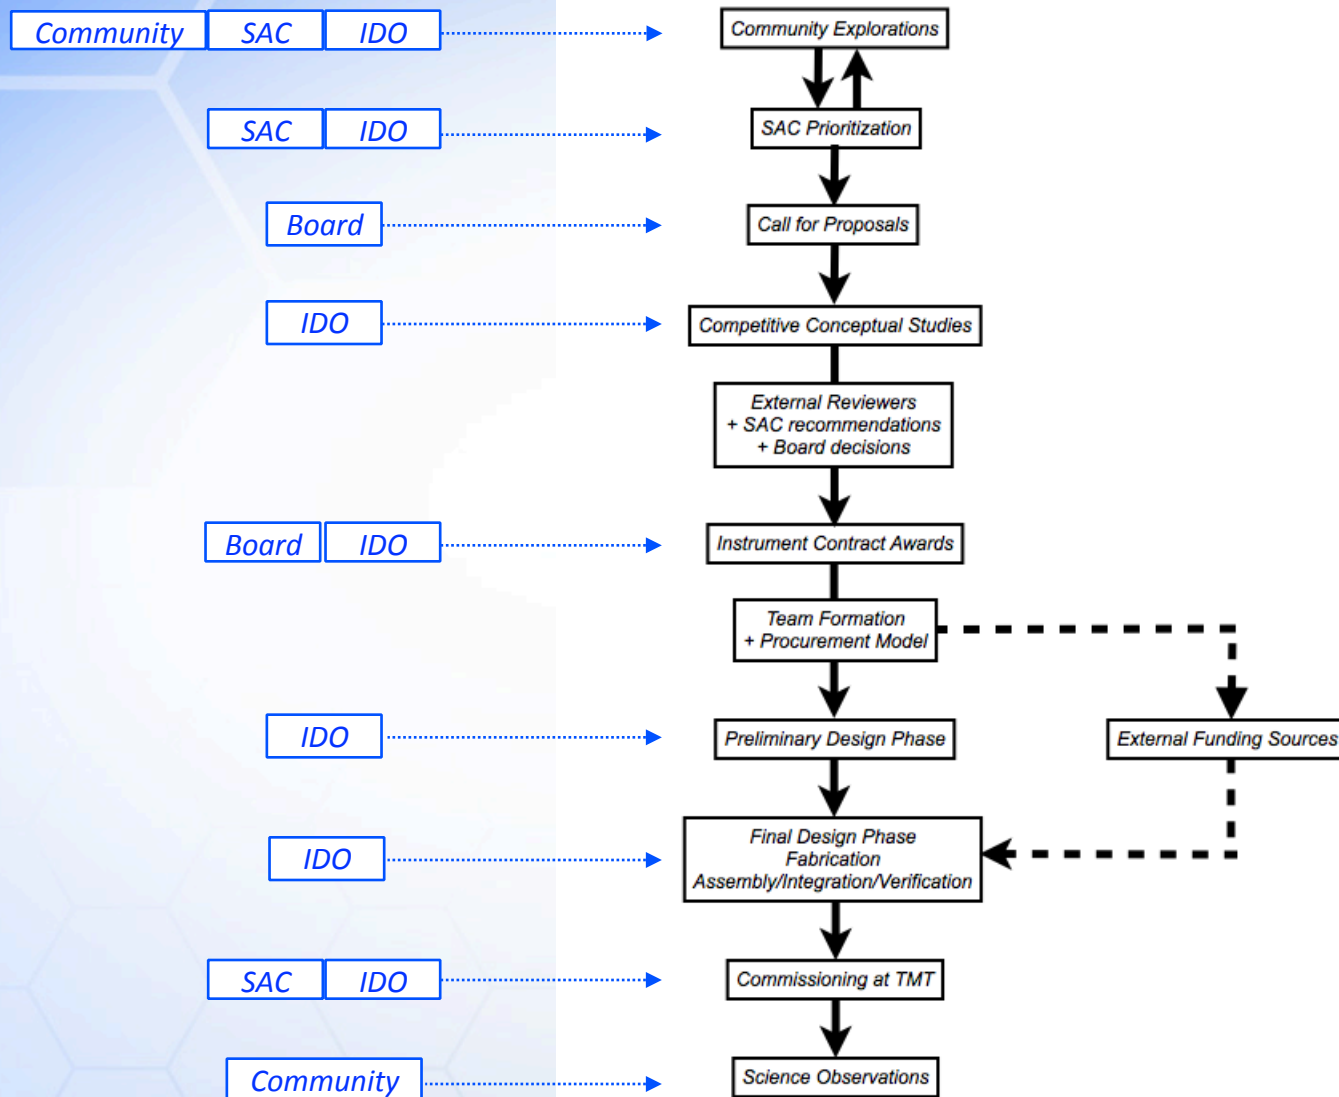 Community SAC IDO Community Explorations
SAC IDO SAC Prioritization
Board Call for Proposals
IDO Competitive Conceptual Studies
External Reviewers
+ SAC recommendations
+ Board decisions
Board IDO Instrument Contract Awards
Team Formation
+ Procurement Model
IDO Preliminary Design Phase External Funding Sources
Final Design Phase
IDO Fabrication
Assembly/Integration/Verification
SAC IDO Commissioning at TMT
Community Science Observations